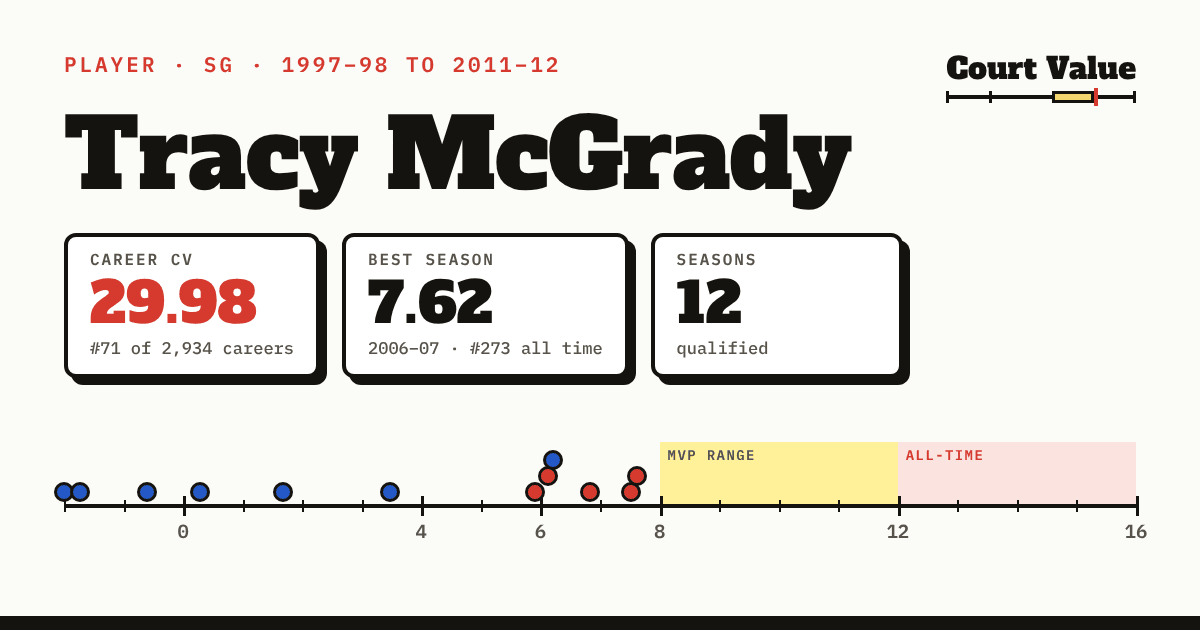 PLAYER · SG · 1997–98 TO 2011–12
Court Value
Tracy McGrady
CAREER CV
29.98
#71 of 2,934 careers
BEST SEASON
7.62
2006–07 · #273 all time
SEASONS
12
qualified
MVP RANGE
ALL-TIME
0 4 6 8 12 16